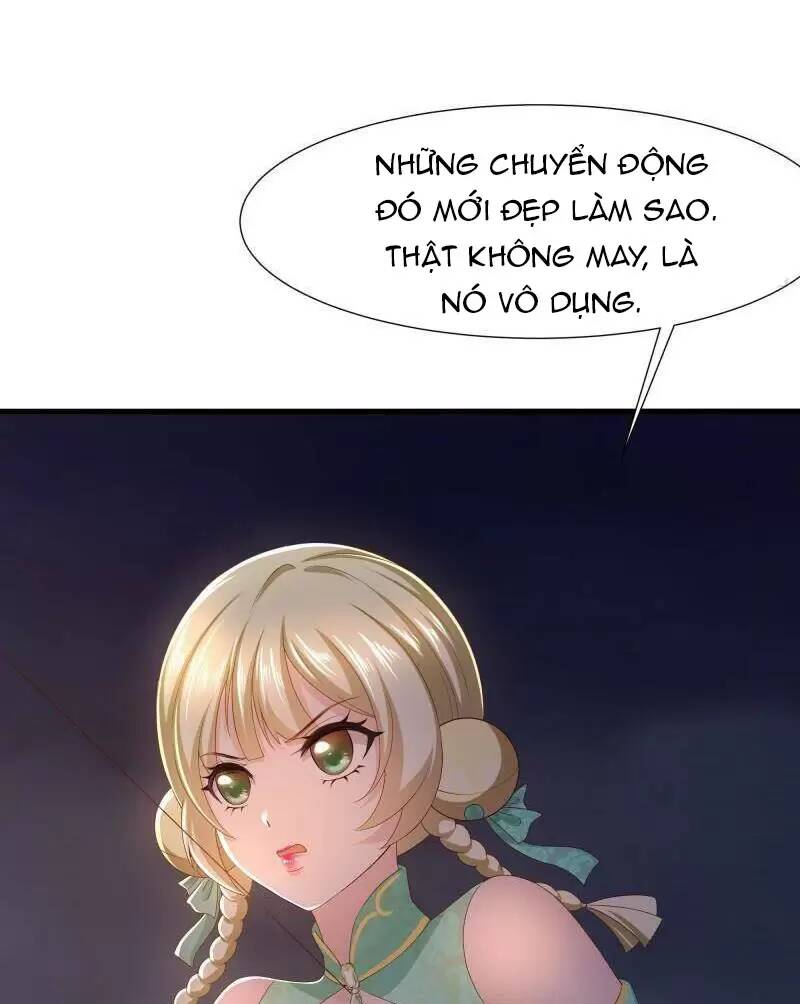 NHỮNG CHUYỂN ĐỘNG
ĐÓ MỚI ĐẸP LÀM SAO.
THẬT KHÔNG MAY, LÀ
NÓ VÔ DỤNG.